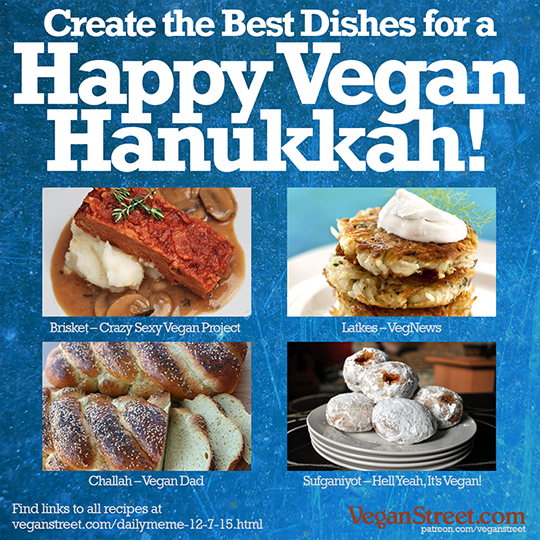 Create the Best Dishes for a
Happy Vegan
Hanukkah!
Brisket – Crazy Sexy Vegan Project
Latkes – VegNews
Challah – Vegan Dad
Sufganiyot – Hell Yeah, It's Vegan!
Find links to all recipes at
veganstreet.com/dailymeme-12-7-15.html
VeganStreet.com
patreon.com/veganstreet